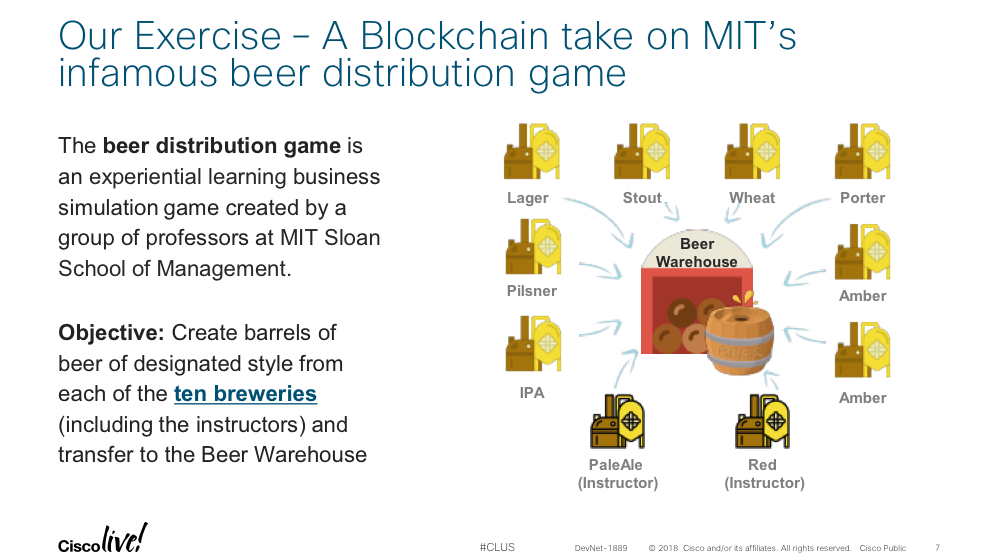 Our Exercise – A Blockchain take on MIT’s
infamous beer distribution game
The beer distribution game is
an experiential learning business
simulation game created by a
group of professors at MIT Sloan
School of Management.
Objective: Create barrels of
beer of designated style from
each of the ten breweries
(including the instructors) and
transfer to the Beer Warehouse
Lager
Stout
Wheat
Porter
Beer
Warehouse
Pilsner
Amber
IPA
Amber
BEER
PaleAle
(Instructor)
Red
(Instructor)
Cisco live!
#CLUS
DevNet-1889
© 2018 Cisco and/or its affiliates. All rights reserved. Cisco Public
7